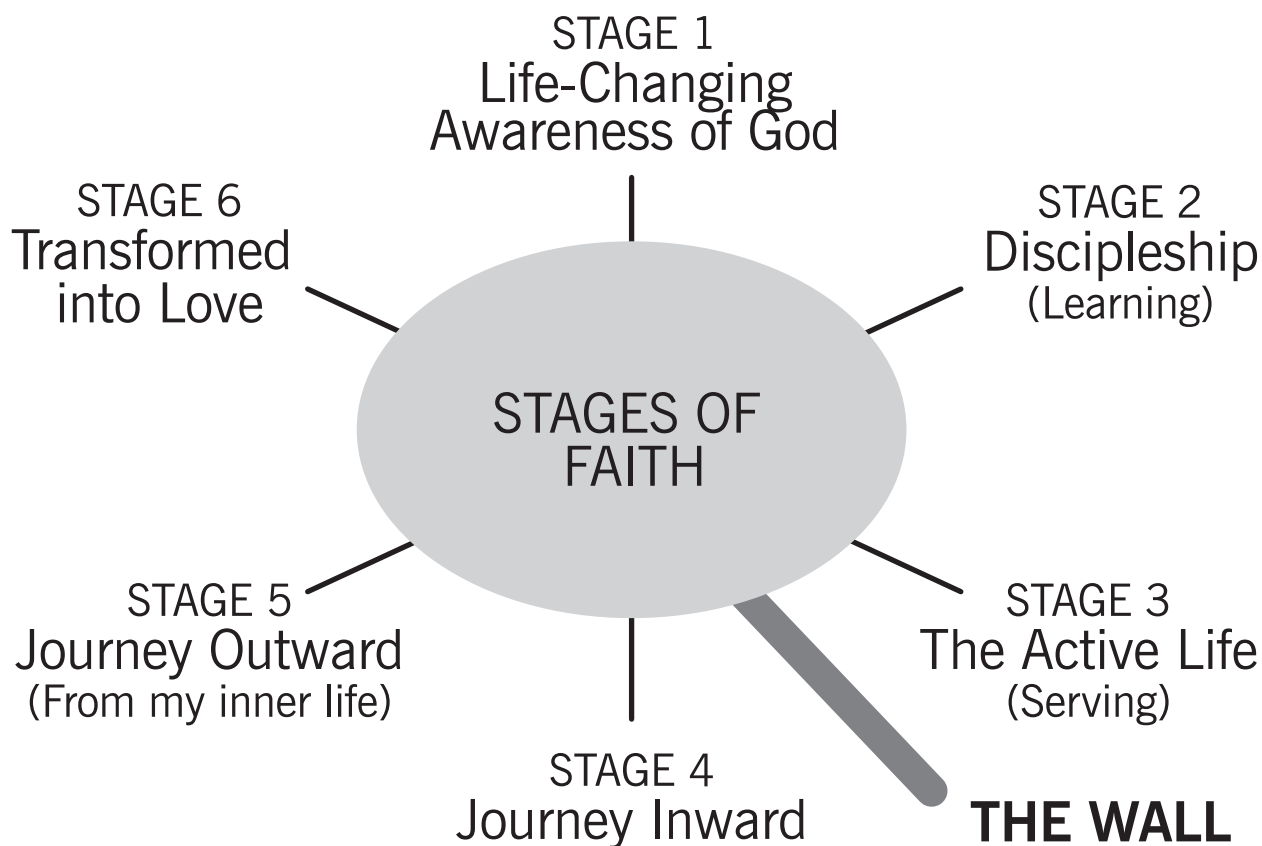 STAGE 1
Life-Changing
Awareness of God
STAGE 2
Discipleship
(Learning)
STAGE 3
The Active Life
(Serving)
THE WALL
STAGE 4
Journey Inward
STAGE 5
Journey Outward
(From my inner life)
STAGE 6
Transformed
into Love
STAGES OF
FAITH